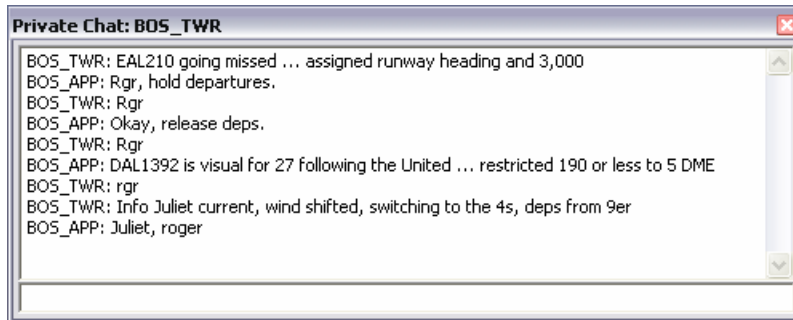 Private Chat: BOS_TWR
BOS_TWR: EAL210 going missed ... assigned runway heading and 3,000
BOS_APP: Rgr, hold departures.
BOS_TWR: Rgr
BOS_APP: Okay, release deps.
BOS_TWR: Rgr
BOS_APP: DAL1392 is visual for 27 following the United ... restricted 190 or less to 5 DME
BOS_TWR: rgr
BOS_TWR: Info Juliet current, wind shifted, switching to the 4s, deps from 9er
BOS_APP: Juliet, roger